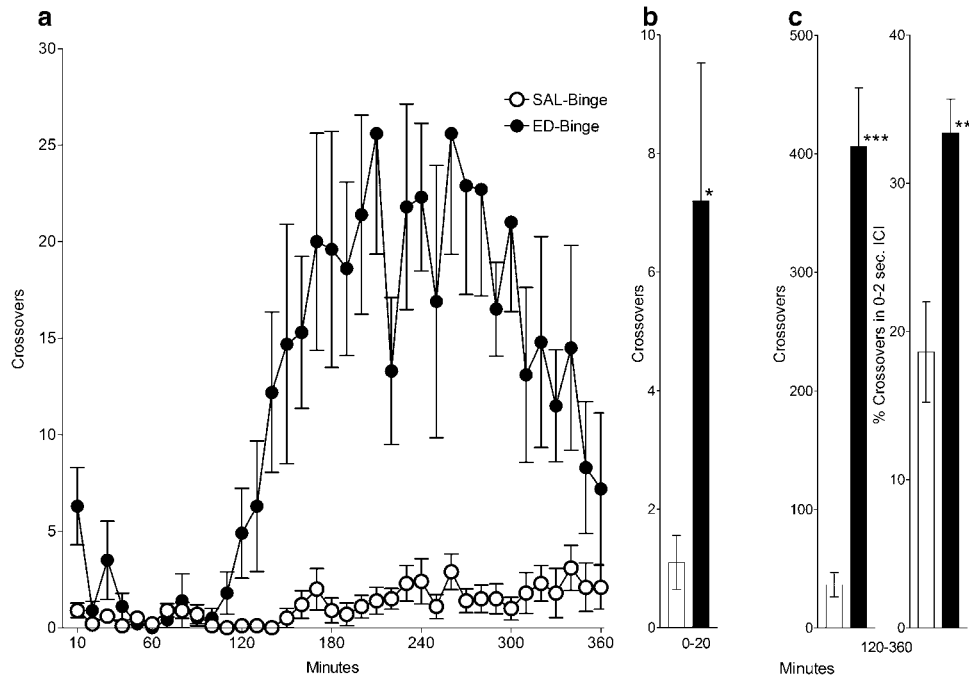 a
30
25
20
15
10
5
0
Crossovers
SAL-Binge
ED-Binge
10 60 120 180 240 300 360
Minutes
b
10
8
6
4
2
0
Crossovers
*
0-20
c
500
400
300
200
100
0
Crossovers
***
40
30
20
10
0
% Crossovers in 0-2 sec. ICI
**
120-360
Minutes